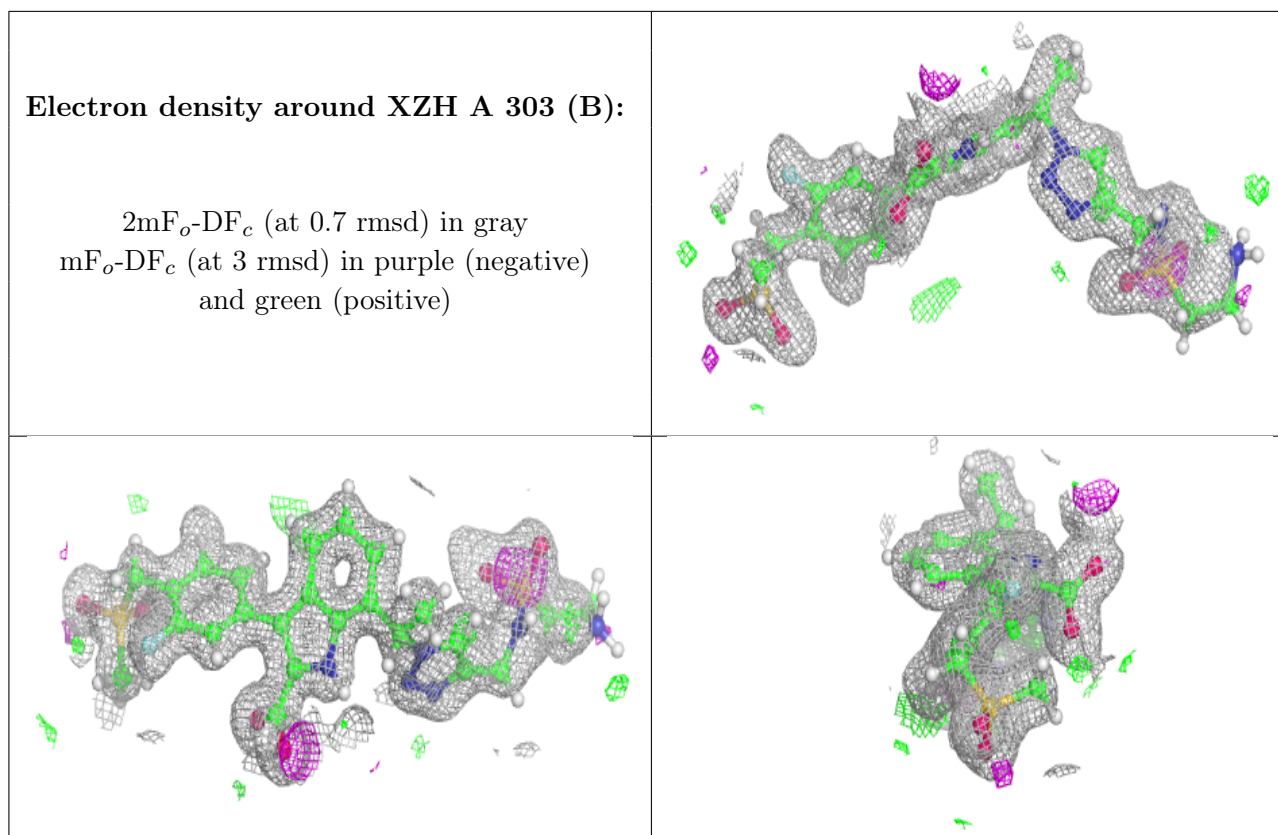 Electron density around XZH A 303 (B):
2mFo-DFc (at 0.7 rmsd) in gray
mFo-DFc (at 3 rmsd) in purple (negative)
and green (positive)